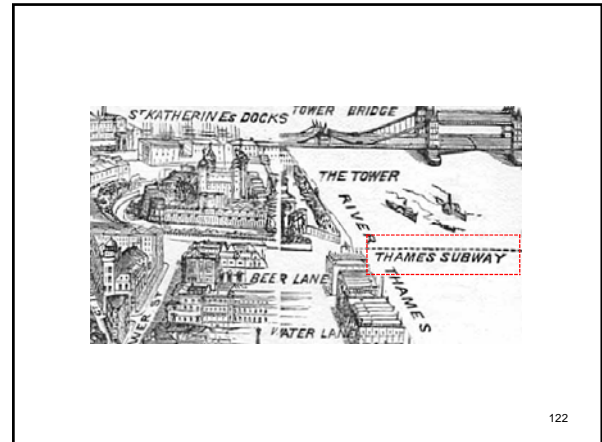 ST KATHERINES DOCKS
TOWER BRIDGE
THE TOWER
RIVER THAMES
THAMES SUBWAY
BEER LANE
WATER LANE
122